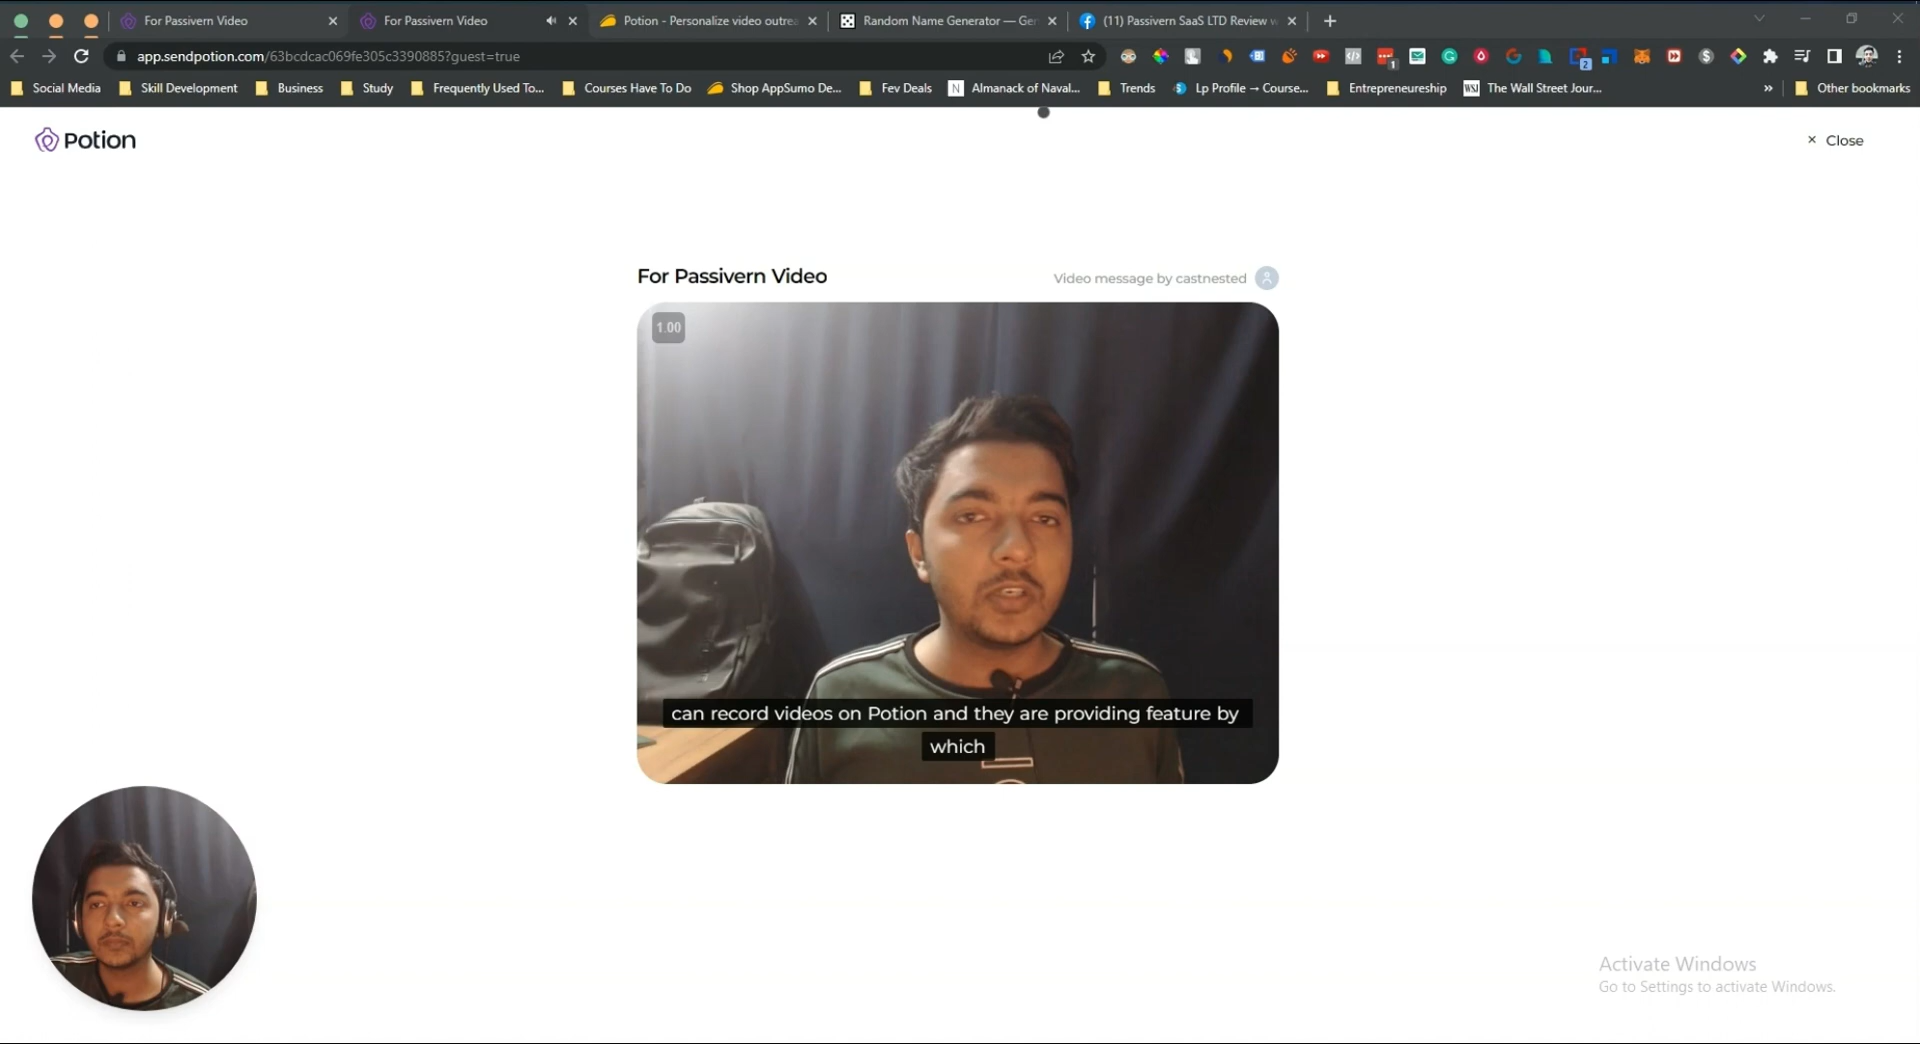 For Passivern Video
For Passivern Video
Potion - Personalize video outrea
Random Name Generator — Ge
(11) Passivern SaaS LTD Review w
app.sendpotion.com/63bcdcac069fe305c3390885?guest=true
1
2
Social Media
Skill Development
Business
Study
Frequently Used To...
Courses Have To Do
Shop AppSumo De...
Fev Deals
N Almanack of Naval...
Trends
Lp Profile → Course...
Entrepreneureship
WSJ The Wall Street Jour...
Other bookmarks
Potion
Close
For Passivern Video
Video message by castnested
1.00
can record videos on Potion and they are providing feature by
which
Activate Windows
Go to Settings to activate Windows.